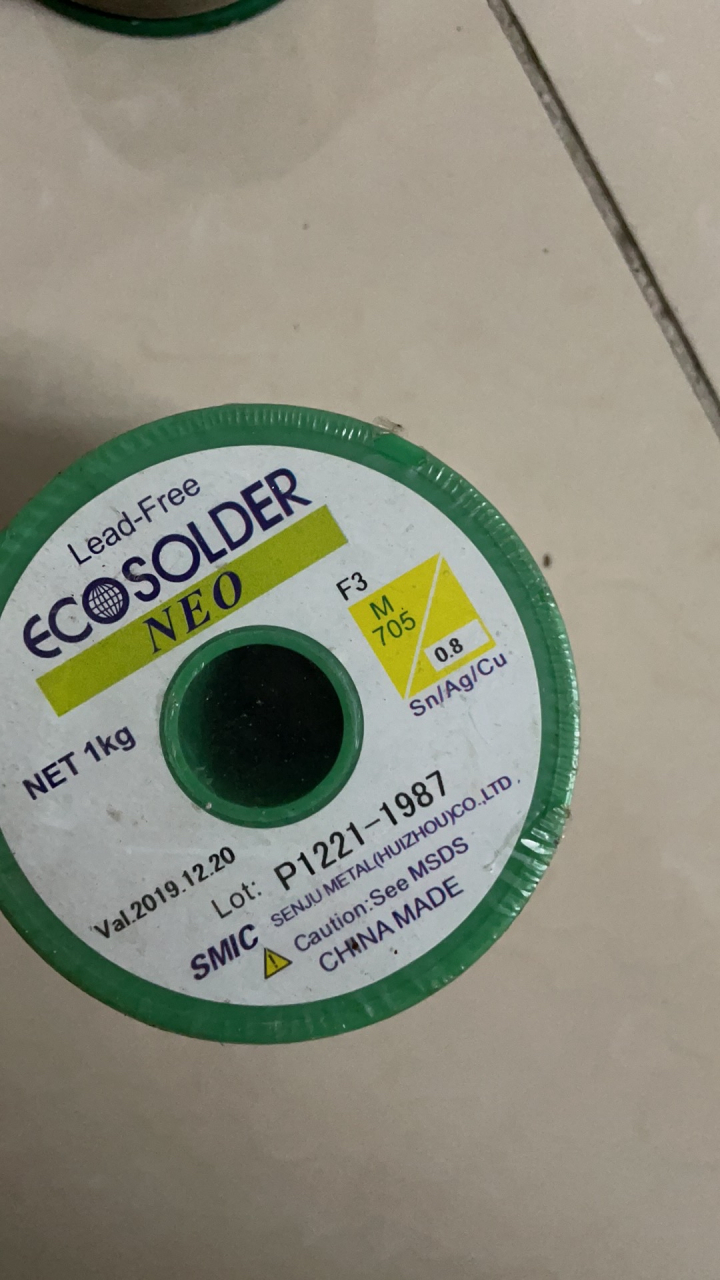 Lead-Free
ECOSOLDER
NEO
F3
M
705
0.8
Sn/Ag/Cu
NET 1kg
Val.2019.12.20
Lot: P1221-1987
SENJU METAL(HUIZHOU)CO.,LTD.
SMIC
Caution:See MSDS
CHINA MADE